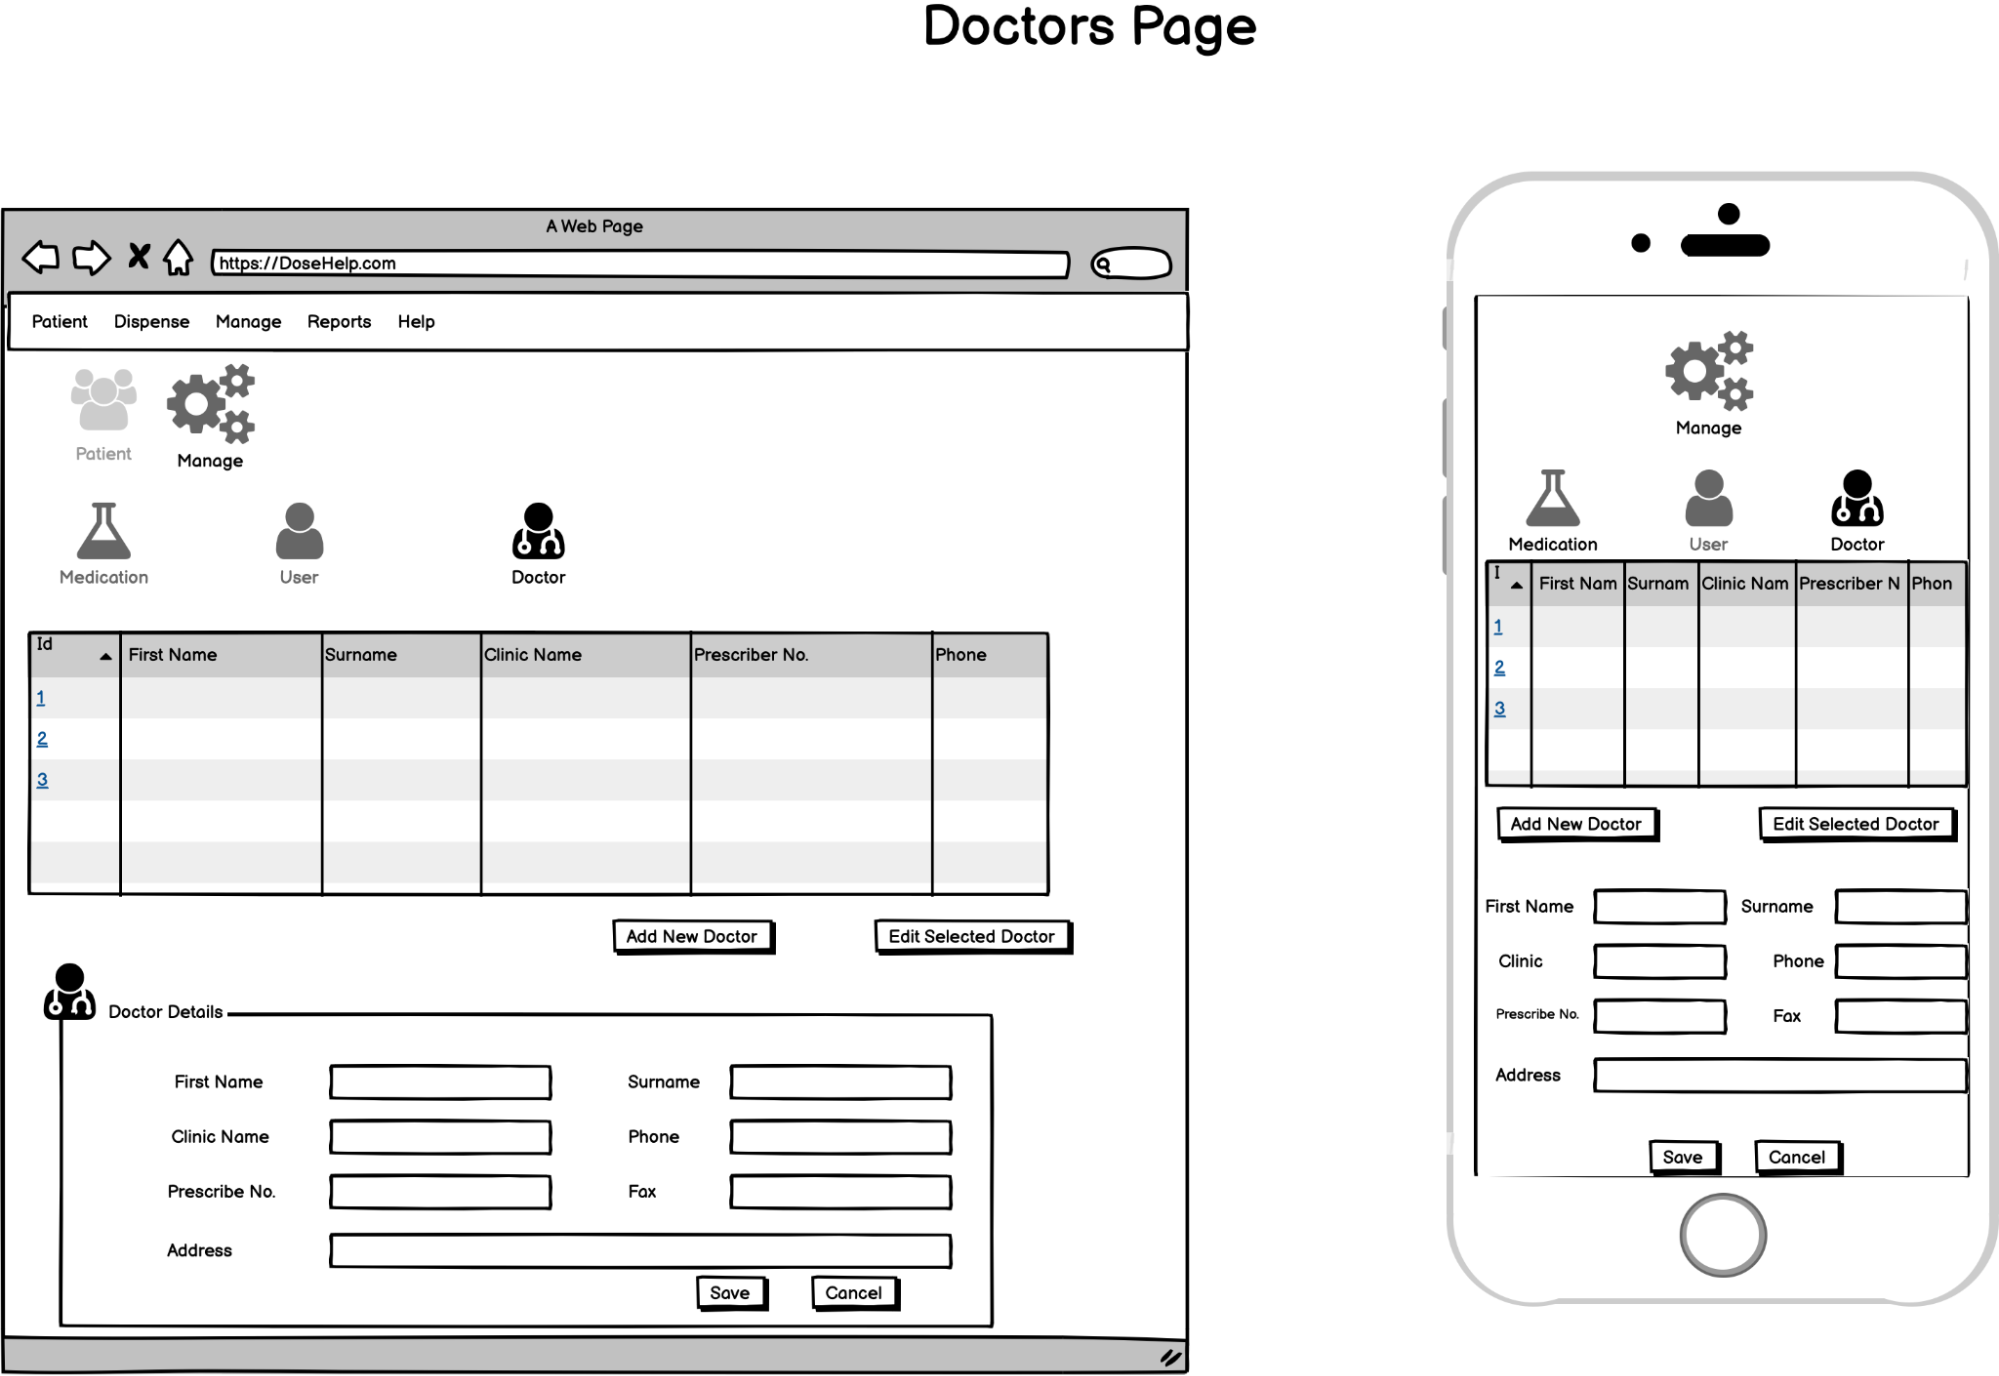 Doctors Page
A Web Page
https://DoseHelp.com
Patient Dispense Manage Reports Help
Patient
Manage
Medication User Doctor
Id First Name Surname Clinic Name Prescriber No. Phone
1
2
3
Add New Doctor Edit Selected Doctor
Doctor Details
First Name Surname
Clinic Name Phone
Prescribe No. Fax
Address
Save Cancel
Manage
Medication User Doctor
I First Nam Surnam Clinic Nam Prescriber N Phon
1
2
3
Add New Doctor Edit Selected Doctor
First Name Surname
Clinic Phone
Prescribe No. Fax
Address
Save Cancel